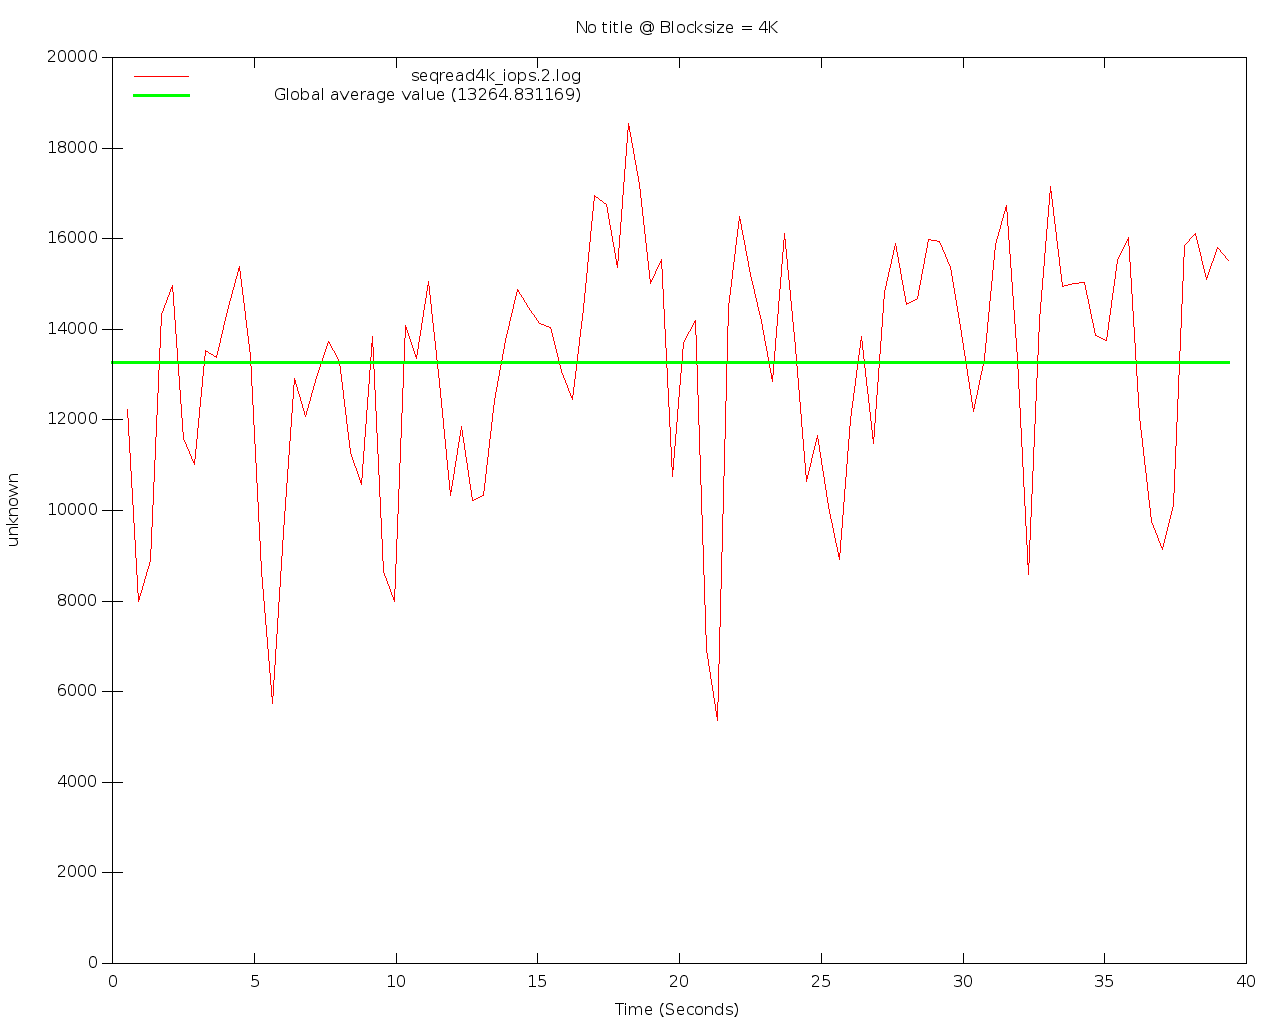 No title @ Blocksize = 4K
seqread4k_iops.2.log
Global average value (13264.831169)
20000
18000
16000
14000
12000
10000
8000
6000
4000
2000
0
unknown
0 5 10 15 20 25 30 35 40
Time (Seconds)